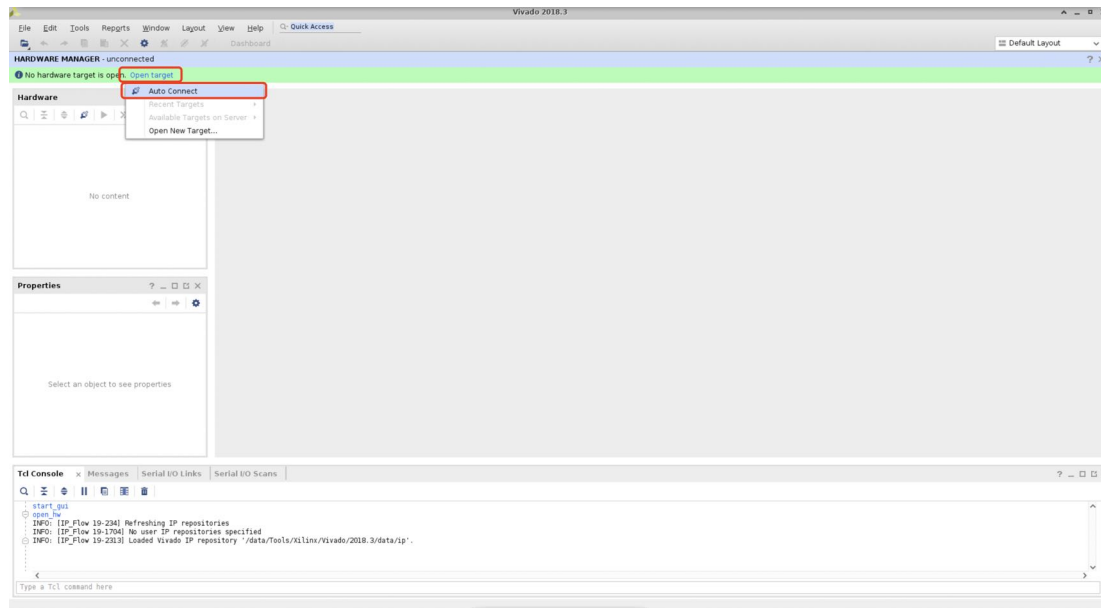 Vivado 2018.3
File Edit Tools Reports Window Layout View Help Quick Access
Dashboard
Default Layout
HARDWARE MANAGER - unconnected
No hardware target is open. Open target
Auto Connect
Recent Targets
Available Targets on Server
Open New Target...
Hardware
No content
Properties
Select an object to see properties
Tcl Console Messages Serial I/O Links Serial I/O Scans
start_gui
open_hw
INFO: [IP_Flow 19-234] Refreshing IP repositories
INFO: [IP_Flow 19-1704] No user IP repositories specified
INFO: [IP_Flow 19-2313] Loaded Vivado IP repository '/data/Tools/Xilinx/Vivado/2018.3/data/ip'.
Type a Tcl command here